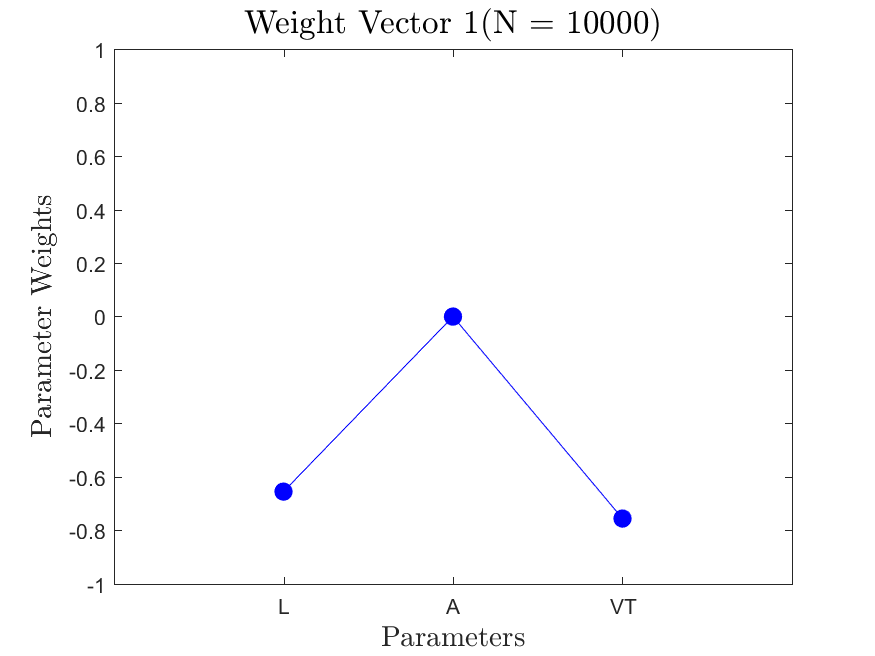 Weight Vector 1(N = 10000)
1
0.8
0.6
0.4
0.2
0
-0.2
-0.4
-0.6
-0.8
-1
Parameter Weights
L A VT
Parameters